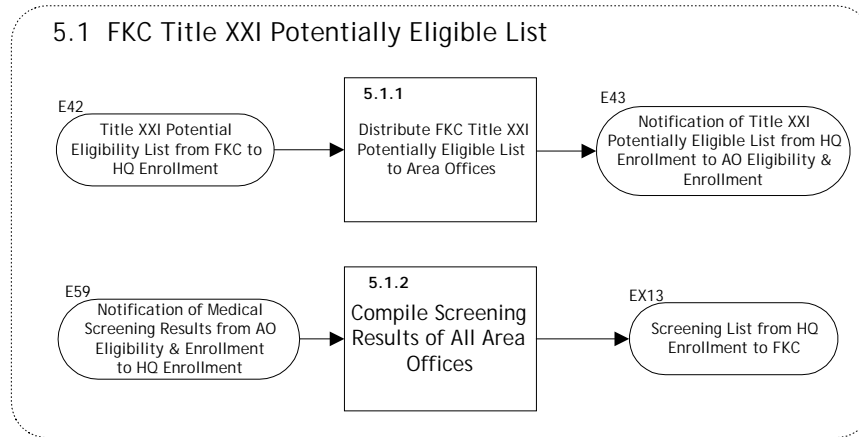 5.1 FKC Title XXI Potentially Eligible List
E42
Title XXI Potential
Eligibility List from FKC to
HQ Enrollment
5.1.1
Distribute FKC Title XXI
Potentially Eligible List
to Area Offices
E43
Notification of Title XXI
Potentially Eligible List from HQ
Enrollment to AO Eligibility &
Enrollment
E59
Notification of Medical
Screening Results from AO
Eligibility & Enrollment
to HQ Enrollment
5.1.2
Compile Screening
Results of All Area
Offices
EX13
Screening List from HQ
Enrollment to FKC